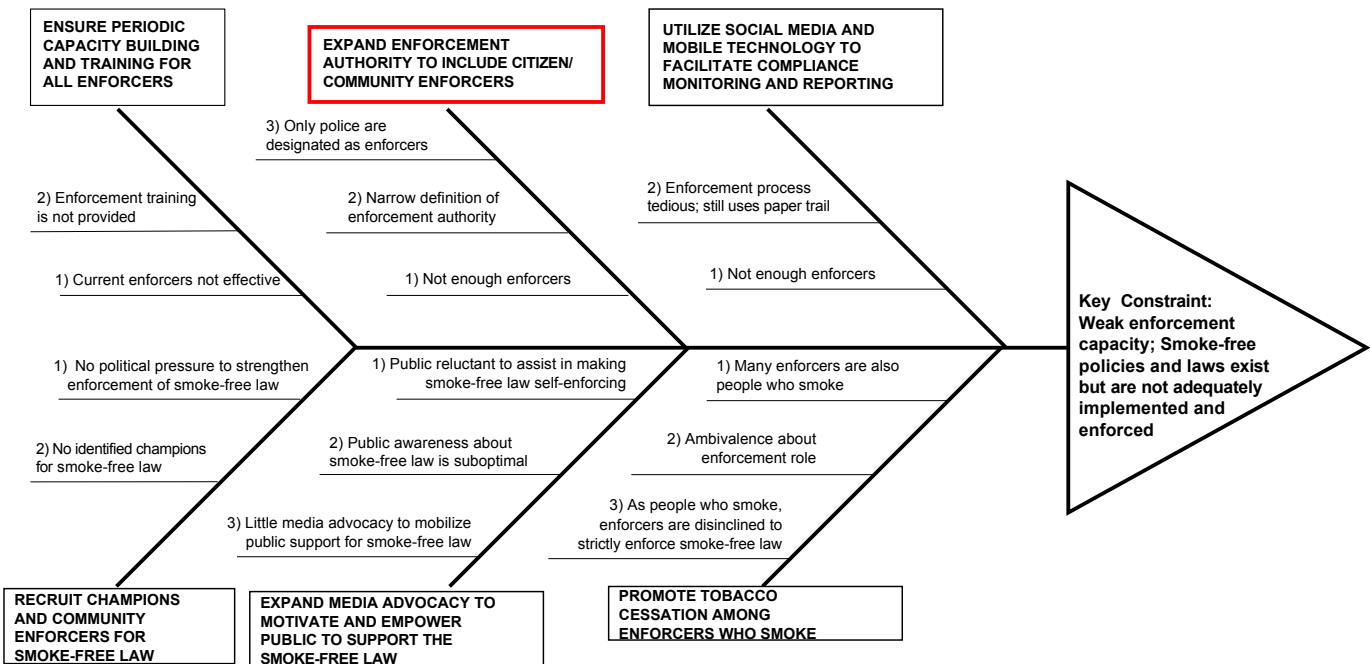 ENSURE PERIODIC
CAPACITY BUILDING
AND TRAINING FOR
ALL ENFORCERS
EXPAND ENFORCEMENT
AUTHORITY TO INCLUDE CITIZEN/
COMMUNITY ENFORCERS
UTILIZE SOCIAL MEDIA AND
MOBILE TECHNOLOGY TO
FACILITATE COMPLIANCE
MONITORING AND REPORTING
3) Only police are
designated as enforcers
2) Enforcement training
is not provided
2) Narrow definition of
enforcement authority
2) Enforcement process
tedious; still uses paper trail
1) Current enforcers not effective
1) Not enough enforcers
1) Not enough enforcers
Key Constraint:
Weak enforcement
capacity; Smoke-free
policies and laws exist
but are not adequately
implemented and
enforced
1) No political pressure to strengthen
enforcement of smoke-free law
1) Public reluctant to assist in making
smoke-free law self-enforcing
1) Many enforcers are also
people who smoke
2) No identified champions
for smoke-free law
2) Public awareness about
smoke-free law is suboptimal
2) Ambivalence about
enforcement role
3) Little media advocacy to mobilize
public support for smoke-free law
3) As people who smoke,
enforcers are disinclined to
strictly enforce smoke-free law
RECRUIT CHAMPIONS
AND COMMUNITY
ENFORCERS FOR
SMOKE-FREE LAW
EXPAND MEDIA ADVOCACY TO
MOTIVATE AND EMPOWER
PUBLIC TO SUPPORT THE
SMOKE-FREE LAW
PROMOTE TOBACCO
CESSATION AMONG
ENFORCERS WHO SMOKE